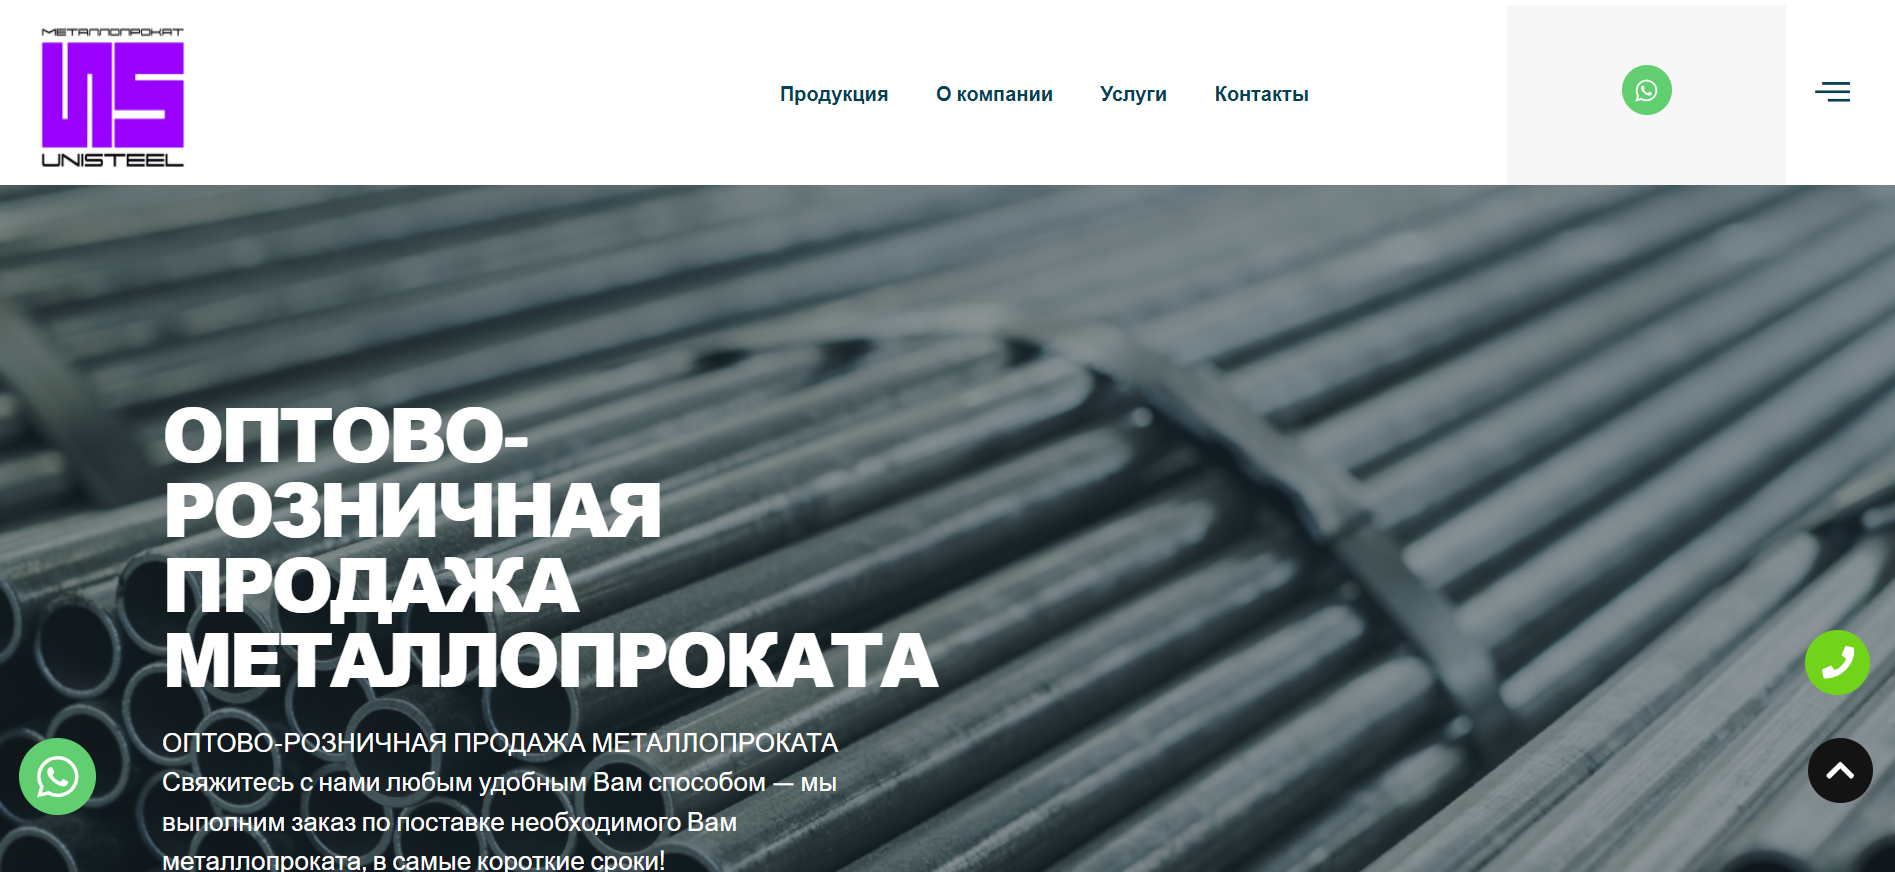 МЕТАЛЛОПРОКАТ
UNISTEEL
Продукция
О компании
Услуги
Контакты
ОПТОВО-
РОЗНИЧНАЯ
ПРОДАЖА
МЕТАЛЛОПРОКАТА
ОПТОВО-РОЗНИЧНАЯ ПРОДАЖА МЕТАЛЛОПРОКАТА
Свяжитесь с нами любым удобным Вам способом — мы
выполним заказ по поставке необходимого Вам
металлопроката, в самые короткие сроки!